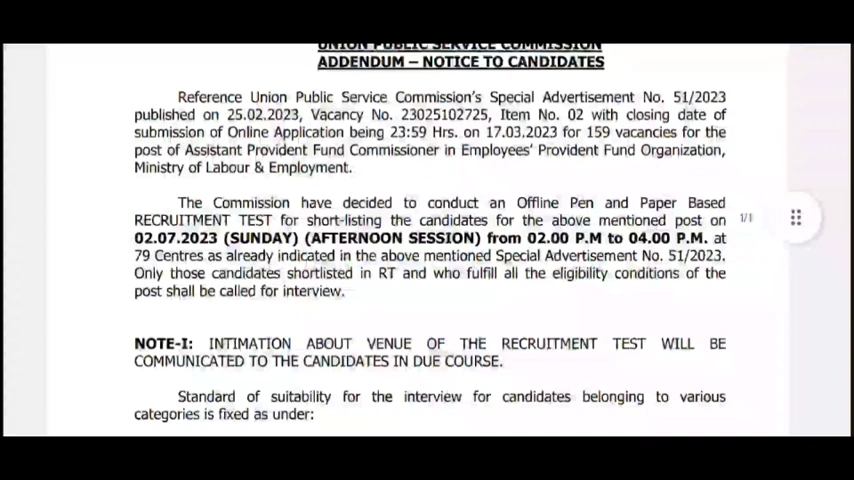 UNION PUBLIC SERVICE COMMISSION
ADDENDUM – NOTICE TO CANDIDATES
Reference Union Public Service Commission's Special Advertisement No. 51/2023
published on 25.02.2023, Vacancy No. 23025102725, Item No. 02 with closing date of
submission of Online Application being 23:59 Hrs. on 17.03.2023 for 159 vacancies for the
post of Assistant Provident Fund Commissioner in Employees' Provident Fund Organization,
Ministry of Labour & Employment.
The Commission have decided to conduct an Offline Pen and Paper Based
RECRUITMENT TEST for short-listing the candidates for the above mentioned post on
02.07.2023 (SUNDAY) (AFTERNOON SESSION) from 02.00 P.M to 04.00 P.M. at
79 Centres as already indicated in the above mentioned Special Advertisement No. 51/2023.
Only those candidates shortlisted in RT and who fulfill all the eligibility conditions of the
post shall be called for interview.
NOTE-I: INTIMATION ABOUT VENUE OF THE RECRUITMENT TEST WILL BE
COMMUNICATED TO THE CANDIDATES IN DUE COURSE.
Standard of suitability for the interview for candidates belonging to various
categories is fixed as under:
1/1